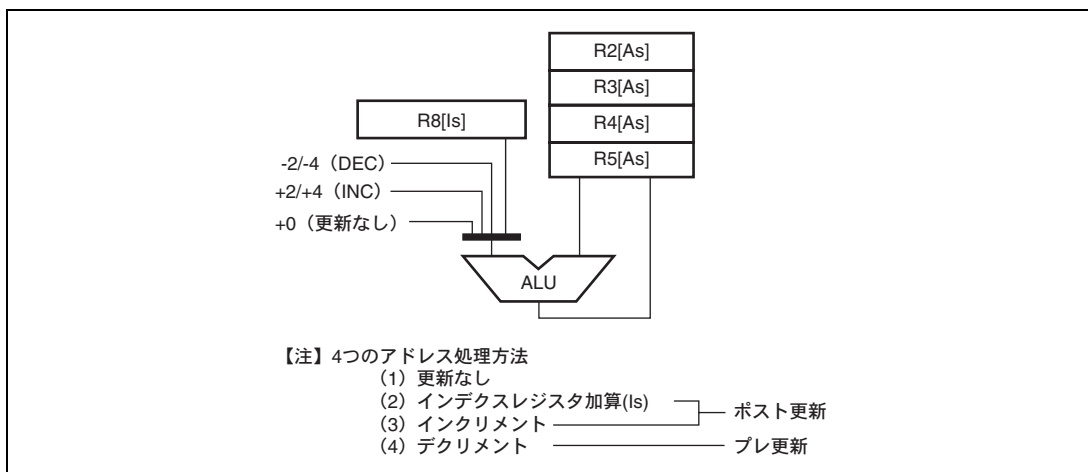 R2[As]
R3[As]
R4[As]
R5[As]
R8[Is]
-2/-4（DEC）
+2/+4（INC）
+0（更新なし）
ALU
【注】4つのアドレス処理方法
（1）更新なし
（2）インデクスレジスタ加算(Is)
（3）インクリメント
ポスト更新
（4）デクリメント
プレ更新